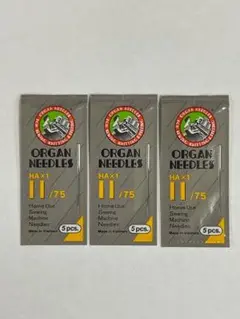 ORGAN
NEEDLES
HA×1
11/75
Home Use
Sewing
Machine
Needles
5 pcs.
ORGAN
NEEDLES
HA×1
11/75
Home Use
Sewing
Machine
Needles
5 pcs.
ORGAN
NEEDLES
HA×1
11/75
Home Use
Sewing
Machine
Needles
5 pcs.